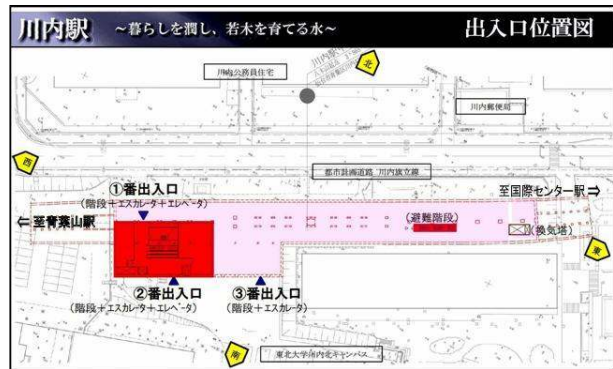 川内駅 ～暮らしを潤し、若木を育てる水～ 出入口位置図
北
川内公務員住宅
川内郵便局
西
都市計画道路 川内旗立線
①番出入口
(階段＋エスカレータ＋エレベータ)
至国際センター駅⇒
⇐至青葉山駅
(避難階段)
(換気塔)
東
②番出入口
(階段＋エスカレータ＋エレベータ)
③番出入口
(階段＋エスカレータ)
南
東北大学川内北キャンパス